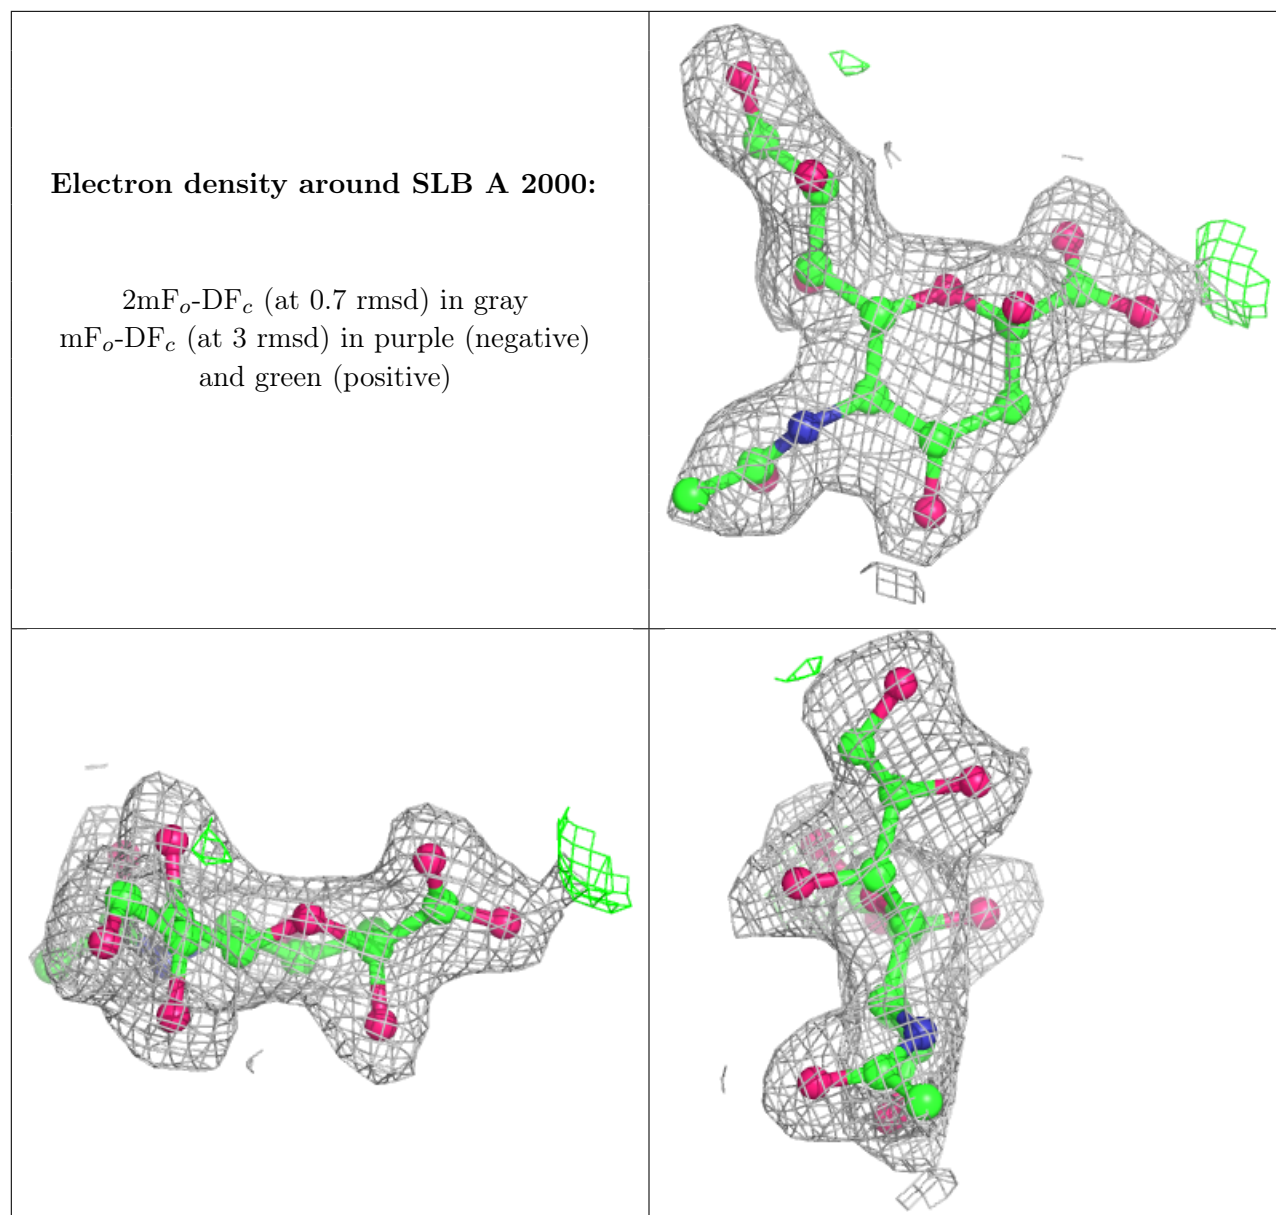 Electron density around SLB A 2000:
2mFo-DFc (at 0.7 rmsd) in gray
mFo-DFc (at 3 rmsd) in purple (negative)
and green (positive)